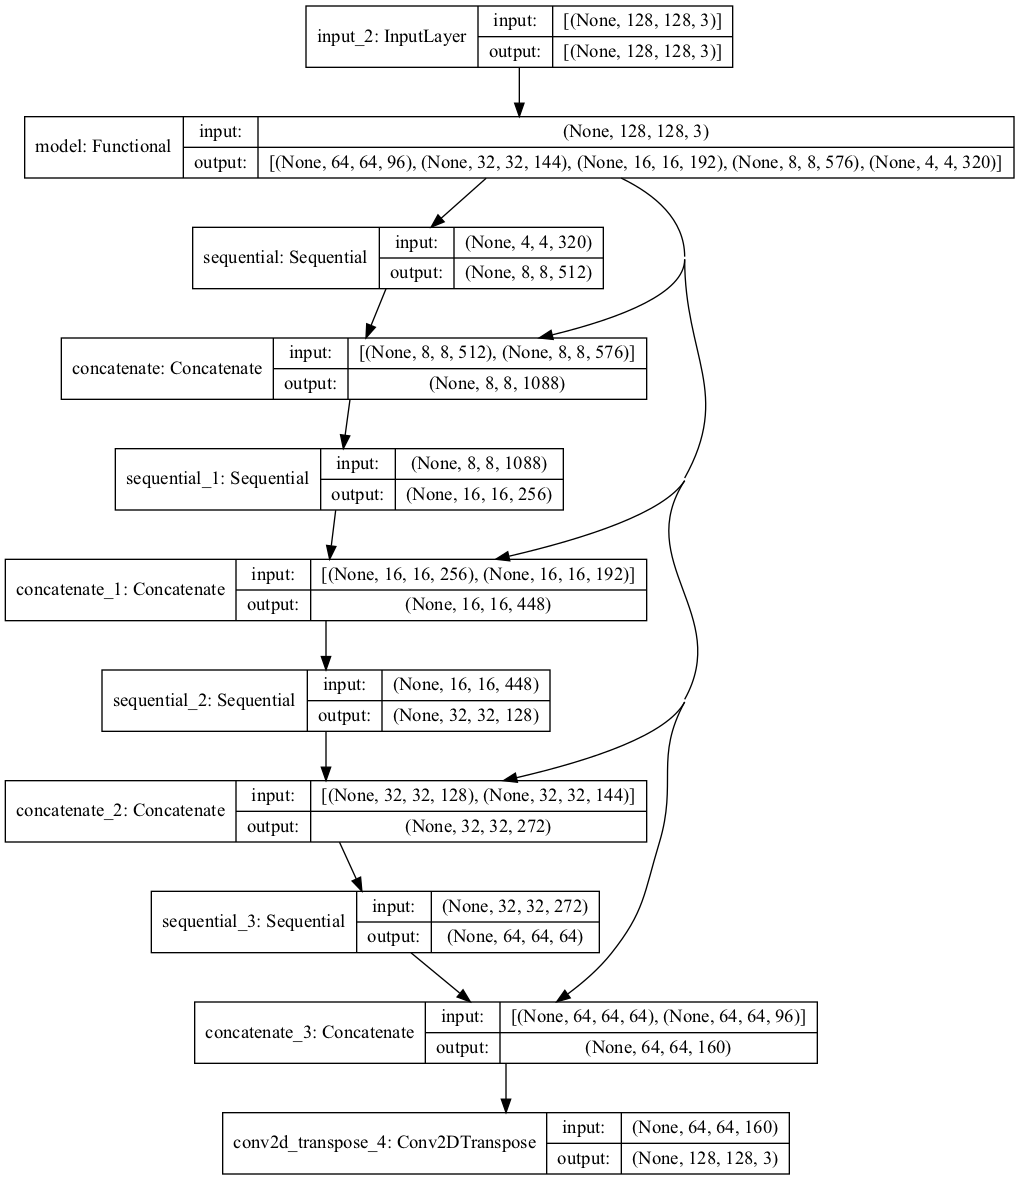 input_2: InputLayer
input:
[(None, 128, 128, 3)]
output:
[(None, 128, 128, 3)]
model: Functional
input:
(None, 128, 128, 3)
output:
[(None, 64, 64, 96), (None, 32, 32, 144), (None, 16, 16, 192), (None, 8, 8, 576), (None, 4, 4, 320)]
sequential: Sequential
input:
(None, 4, 4, 320)
output:
(None, 8, 8, 512)
concatenate: Concatenate
input:
[(None, 8, 8, 512), (None, 8, 8, 576)]
output:
(None, 8, 8, 1088)
sequential_1: Sequential
input:
(None, 8, 8, 1088)
output:
(None, 16, 16, 256)
concatenate_1: Concatenate
input:
[(None, 16, 16, 256), (None, 16, 16, 192)]
output:
(None, 16, 16, 448)
sequential_2: Sequential
input:
(None, 16, 16, 448)
output:
(None, 32, 32, 128)
concatenate_2: Concatenate
input:
[(None, 32, 32, 128), (None, 32, 32, 144)]
output:
(None, 32, 32, 272)
sequential_3: Sequential
input:
(None, 32, 32, 272)
output:
(None, 64, 64, 64)
concatenate_3: Concatenate
input:
[(None, 64, 64, 64), (None, 64, 64, 96)]
output:
(None, 64, 64, 160)
conv2d_transpose_4: Conv2DTranspose
input:
(None, 64, 64, 160)
output:
(None, 128, 128, 3)